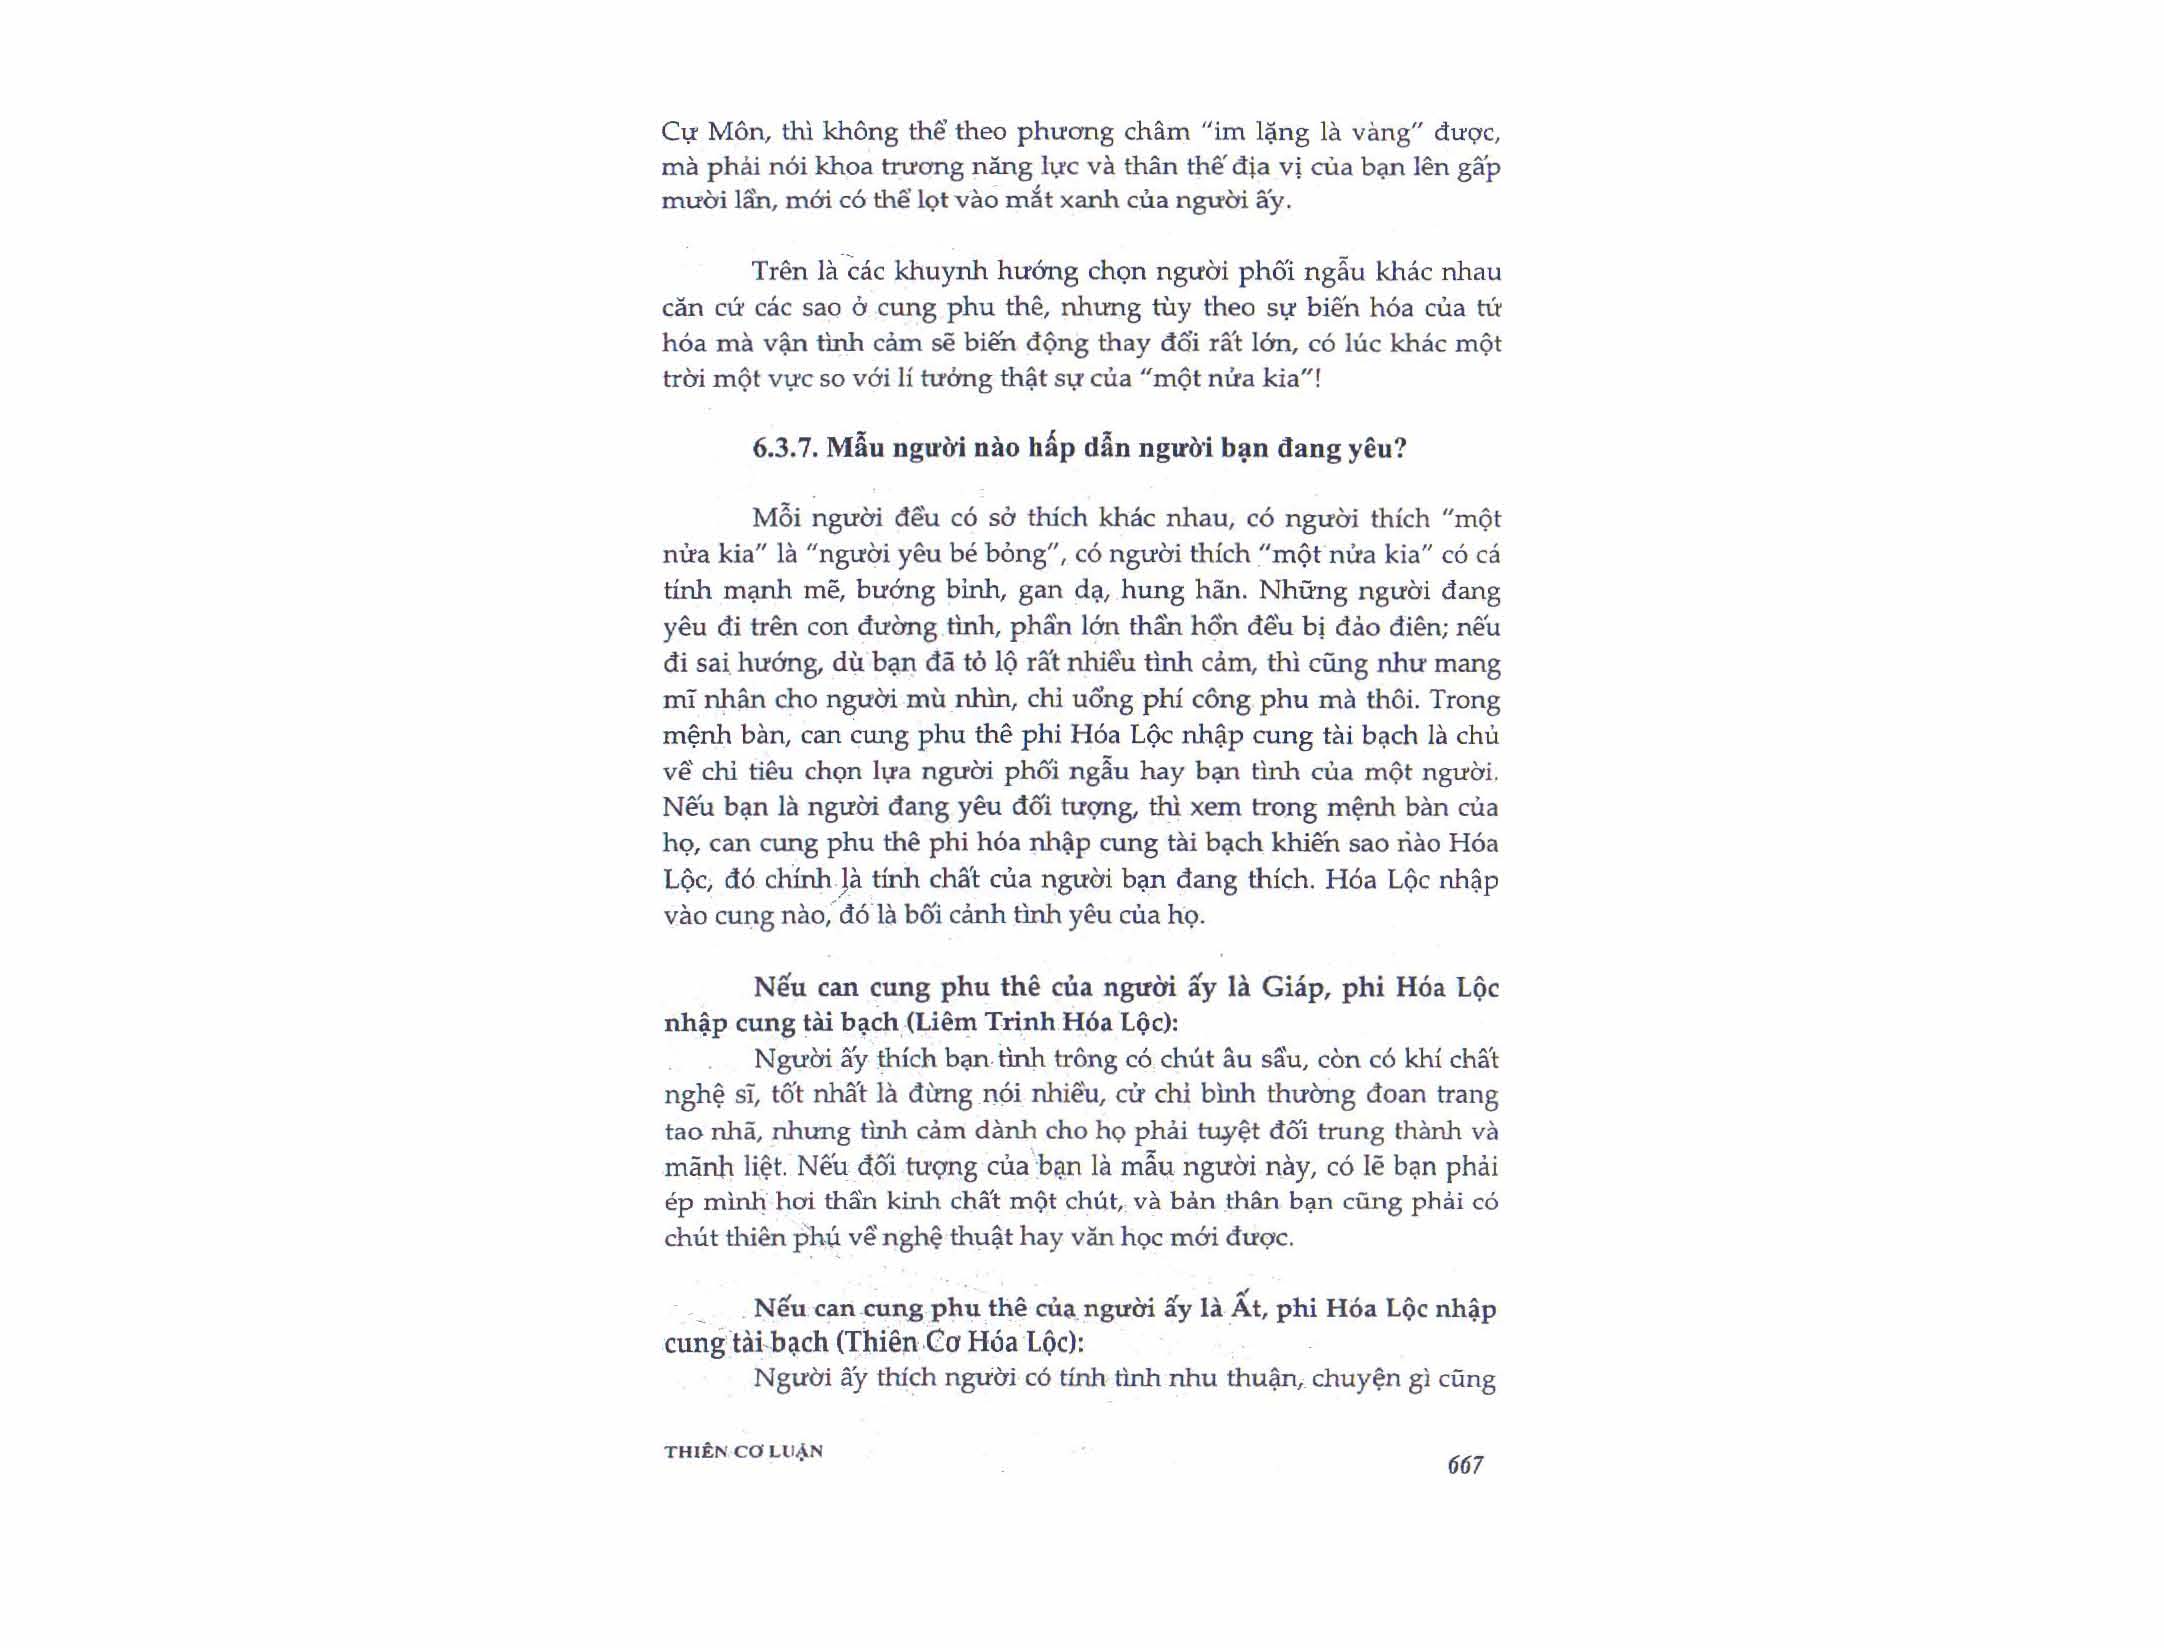 Cự Môn, thì không thể theo phương châm "im lặng là vàng" được,
mà phải nói khoa trương năng lực và thân thế địa vị của bạn lên gấp
mười lần, mới có thể lọt vào mắt xanh của người ấy.
Trên là các khuynh hướng chọn người phối ngẫu khác nhau
căn cứ các sao ở cung phu thê, nhưng tùy theo sự biến hóa của tứ
hóa mà vận tình cảm sẽ biến động thay đổi rất lớn, có lúc khác một
trời một vực so với lí tưởng thật sự của "một nửa kia"!
6.3.7. Mẫu người nào hấp dẫn người bạn đang yêu?
Mỗi người đều có sở thích khác nhau, có người thích "một
nửa kia" là "người yêu bé bỏng", có người thích "một nửa kia" có cá
tính mạnh mẽ, bướng bỉnh, gan dạ, hung hãn. Những người đang
yêu đi trên con đường tình, phần lớn thần hồn đều bị đảo điên; nếu
đi sai hướng, dù bạn đã tỏ lộ rất nhiều tình cảm, thì cũng như mang
mĩ nhân cho người mù nhìn, chỉ uổng phí công phu mà thôi. Trong
mệnh bàn, can cung phu thê phi Hóa Lộc nhập cung tài bạch là chủ
về chỉ tiêu chọn lựa người phối ngẫu hay bạn tình của một người.
Nếu bạn là người đang yêu đối tượng, thì xem trong mệnh bàn của
họ, can cung phu thê phi hóa nhập cung tài bạch khiến sao nào Hóa
Lộc, đó chính là tính chất của người bạn đang thích. Hóa Lộc nhập
vào cung nào, đó là bối cảnh tình yêu của họ.
Nếu can cung phu thê của người ấy là Giáp, phi Hóa Lộc
nhập cung tài bạch (Liêm Trinh Hóa Lộc):
Người ấy thích bạn tình trông có chút âu sầu, còn có khí chất
nghệ sĩ, tốt nhất là đừng nói nhiều, cử chỉ bình thường đoan trang
tao nhã, nhưng tình cảm dành cho họ phải tuyệt đối trung thành và
mãnh liệt. Nếu đối tượng của bạn là mẫu người này, có lẽ bạn phải
ép mình hơi thần kinh chất một chút, và bản thân bạn cũng phải có
chút thiên phú về nghệ thuật hay văn học mới được.
Nếu can cung phu thê của người ấy là Ất, phi Hóa Lộc nhập
cung tài bạch (Thiên Cơ Hóa Lộc):
Người ấy thích người có tính tình nhu thuận, chuyện gì cũng
THIÊN CƠ LUẬN
667